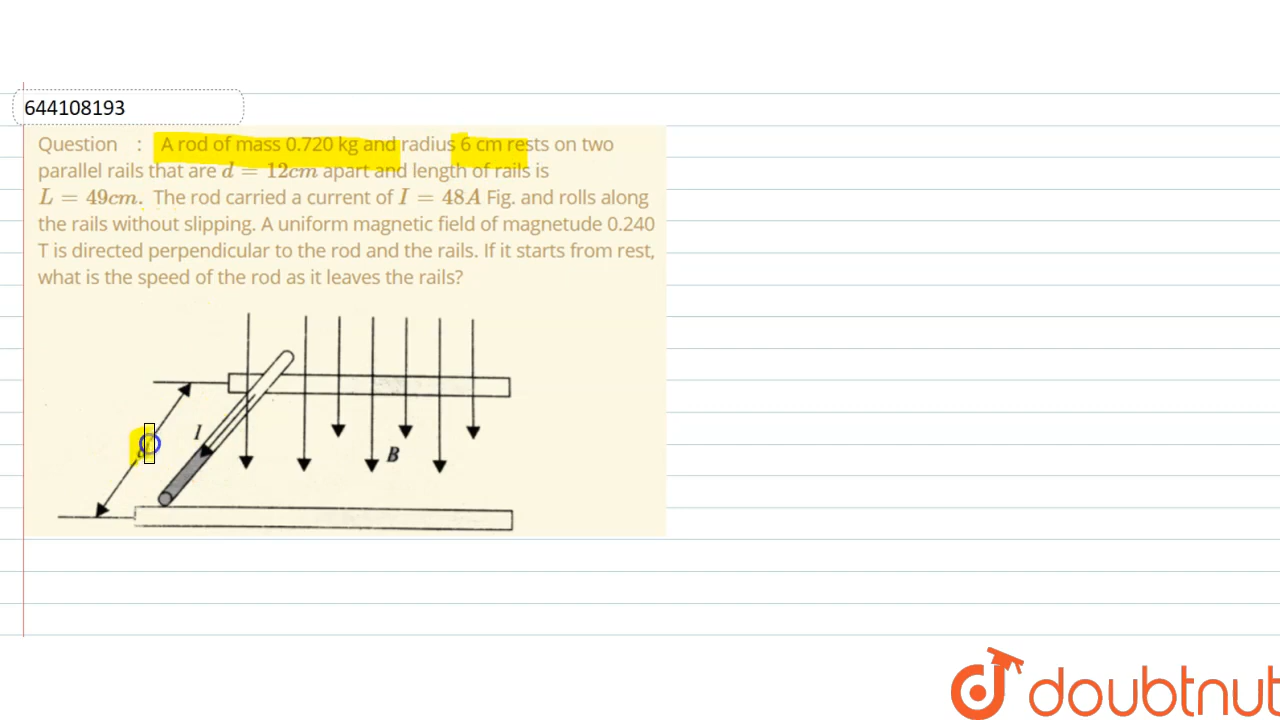 644108193
Question : A rod of mass 0.720 kg and radius 6 cm rests on two
parallel rails that are d = 12cm apart and length of rails is
L = 49cm. The rod carried a current of I = 48A Fig. and rolls along
the rails without slipping. A uniform magnetic field of magnetude 0.240
T is directed perpendicular to the rod and the rails. If it starts from rest,
what is the speed of the rod as it leaves the rails?
I
B
doubtnut